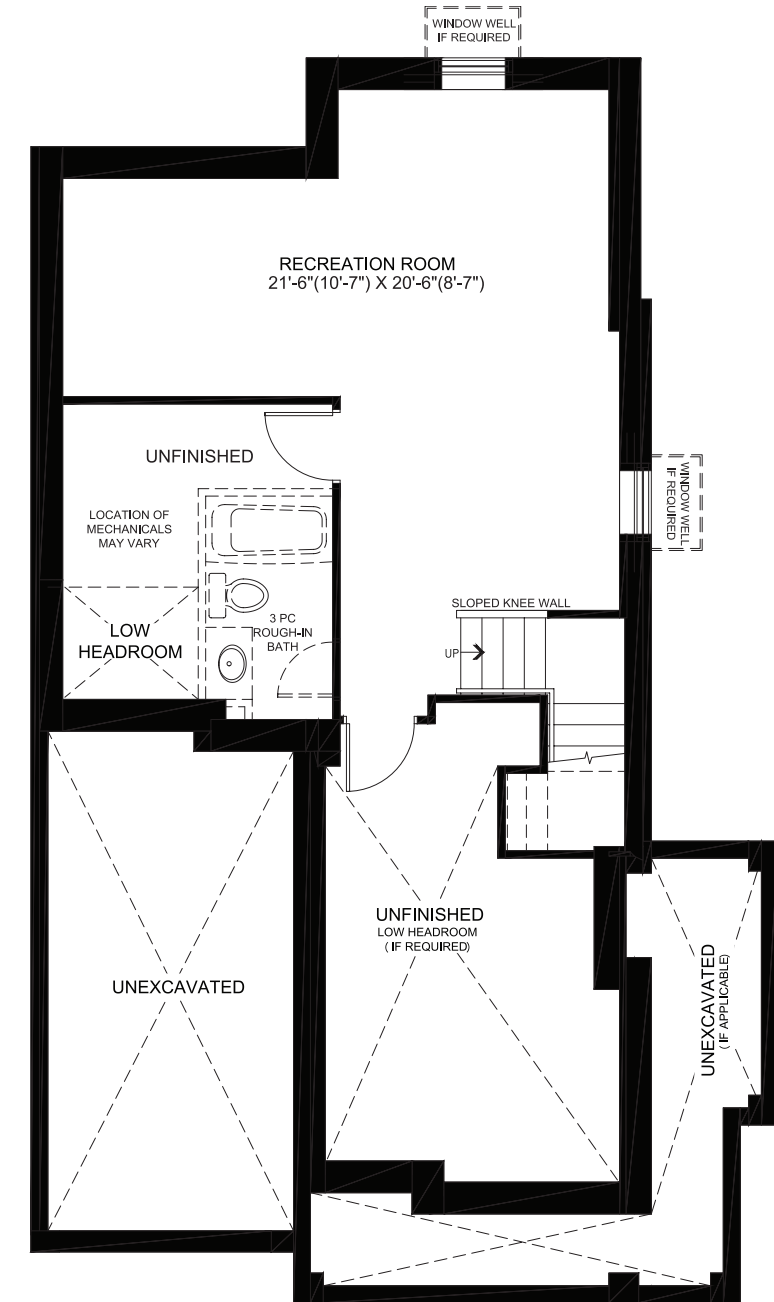 WINDOW WELL
IF REQUIRED
RECREATION ROOM
21'-6"(10'-7") X 20'-6"(8'-7")
UNFINISHED
WINDOW WELL
IF REQUIRED
LOCATION OF
MECHANICALS
MAY VARY
SLOPED KNEE WALL
3 PC
ROUGH-IN
BATH
LOW
HEADROOM
UP
UNFINISHED
LOW HEADROOM
( IF REQUIRED)
UNEXCAVATED
UNEXCAVATED
( IF APPLICABLE)